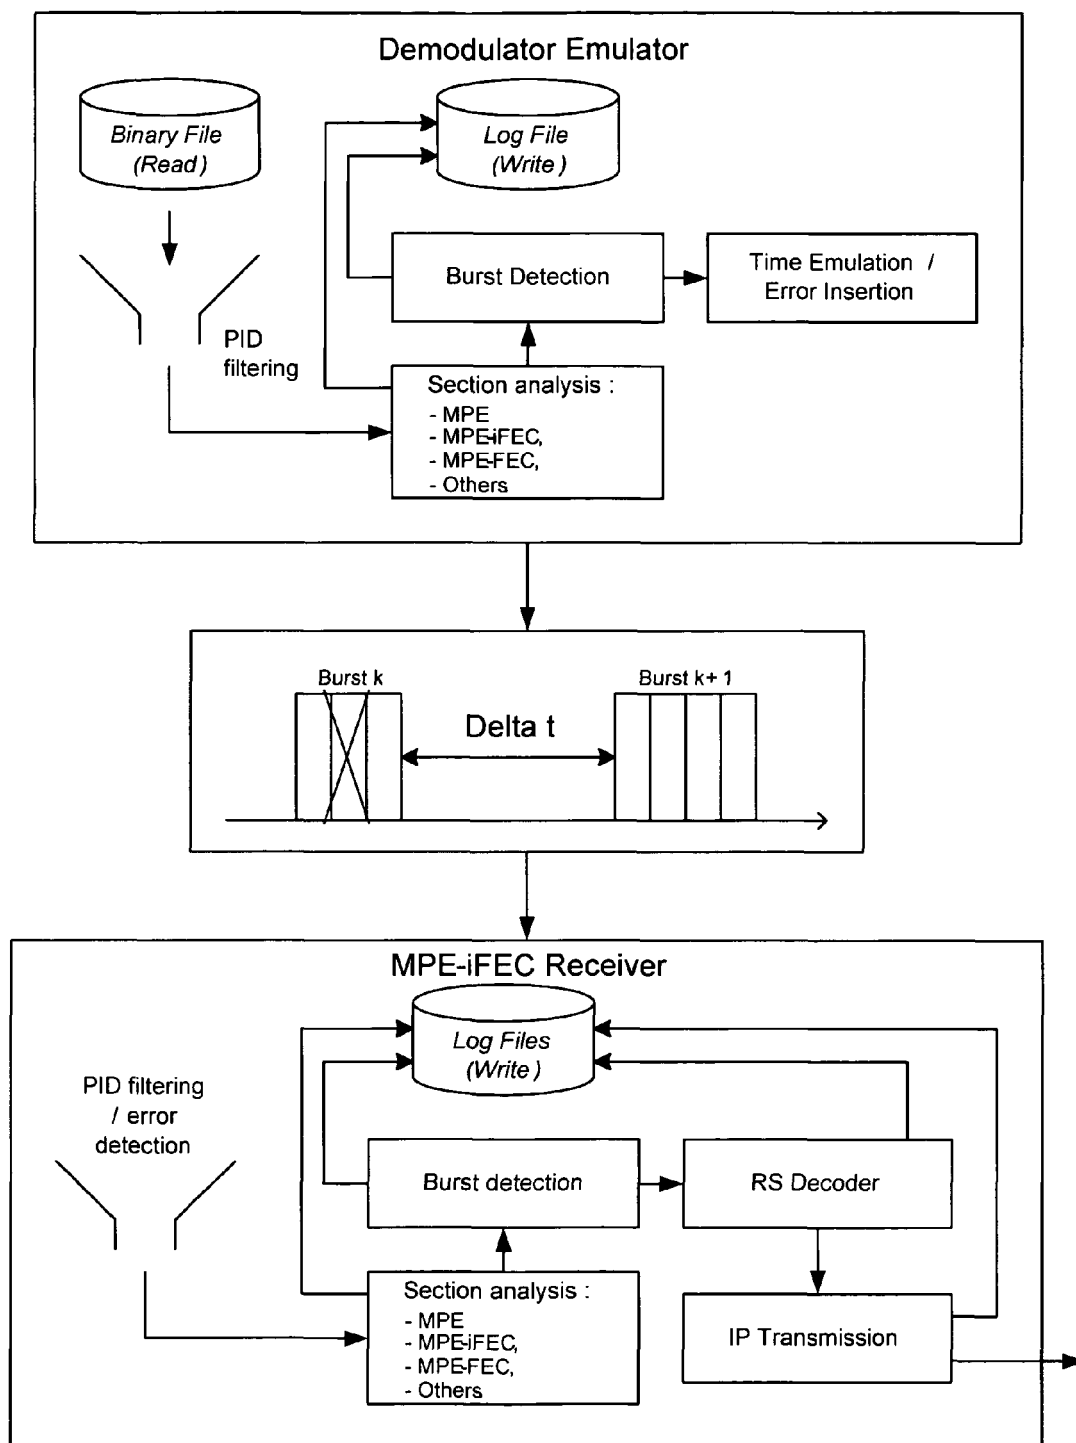 Demodulator Emulator
Binary File
(Read)
Log File
(Write)
Burst Detection
Time Emulation /
Error Insertion
PID
filtering
Section analysis :
- MPE
- MPE-iFEC,
- MPE-FEC,
- Others
Burst k
Burst k+ 1
Delta t
MPE-iFEC Receiver
Log Files
(Write)
PID filtering
/ error
detection
Burst detection
RS Decoder
Section analysis :
- MPE
- MPE-iFEC,
- MPE-FEC,
- Others
IP Transmission